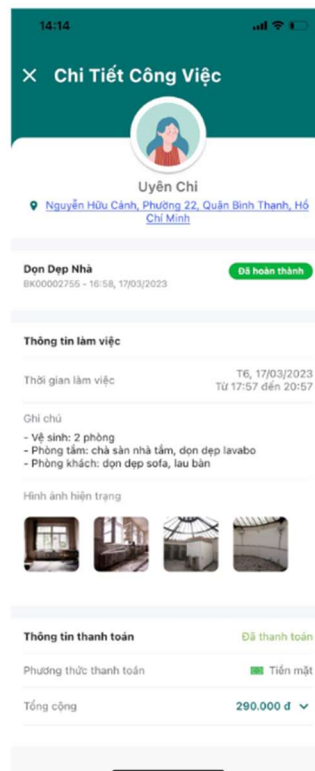 14:14
Chi Tiết Công Việc
Uyên Chi
Nguyễn Hữu Cảnh, Phường 22, Quận Bình Thạnh, Hồ
Chí Minh
Dọn Dẹp Nhà
Đã hoàn thành
BK00002755 - 16:58, 17/03/2023
Thông tin làm việc
Thời gian làm việc
T6, 17/03/2023
Từ 17:57 đến 20:57
Ghi chú
- Vệ sinh: 2 phòng
- Phòng tắm: chà sàn nhà tắm, dọn dẹp lavabo
- Phòng khách: dọn dẹp sofa, lau bàn
Hình ảnh hiện trạng
Thông tin thanh toán
Đã thanh toán
Phương thức thanh toán
Tiền mặt
Tổng cộng
290.000 đ